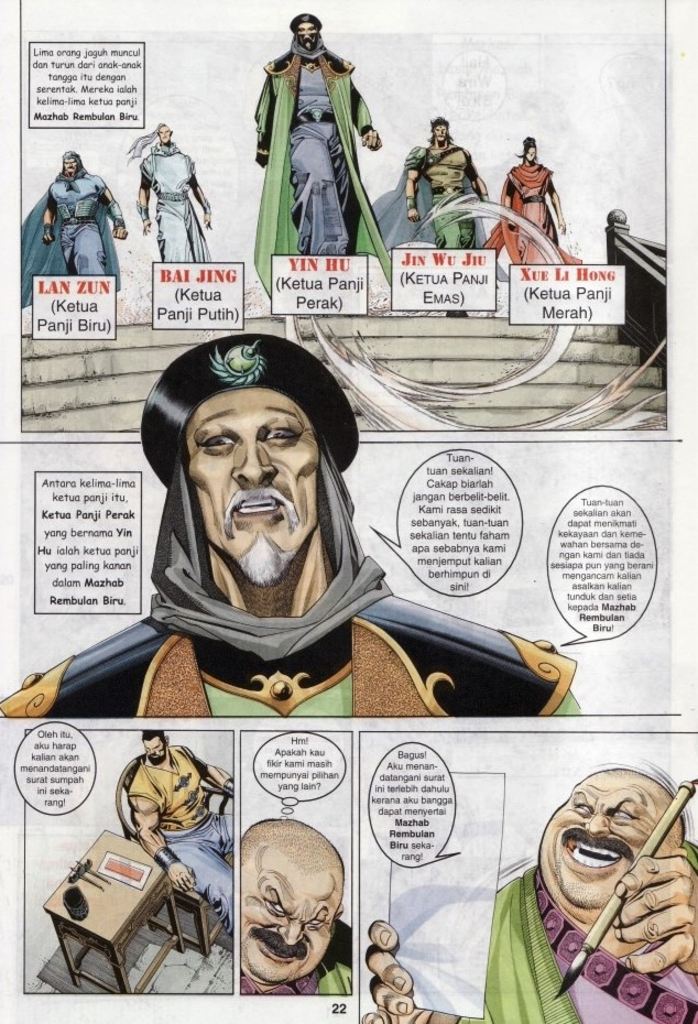 Lima orang jaguh muncul
dan turun dari anak-anak
tangga itu dengan
serentak. Mereka ialah
kelima-lima ketua panji
Mazhab Rembulan Biru.
LAN ZUN
(Ketua
Panji Biru)
BAI JING
(Ketua
Panji Putih)
YIN HU
(Ketua Panji
Perak)
JIN WU JIU
(KETUA PANJI
EMAS)
XUE LI HONG
(Ketua Panji
Merah)
Antara kelima-lima
ketua panji itu,
Ketua Panji Perak
yang bernama Yin
Hu ialah ketua panji
yang paling kanan
dalam Mazhab
Rembulan Biru.
Tuan-
tuan sekalian!
Cakap biarlah
jangan berbelit-belit.
Kami rasa sedikit
sebanyak, tuan-tuan
sekalian tentu faham
apa sebabnya kami
menjemput kalian
berhimpun di
sini!
Tuan-tuan
sekalian akan
dapat menikmati
kekayaan dan keme-
wahan bersama de-
ngan kami dan tiada
sesiapa pun yang berani
mengancam kalian
asalkan kalian
tunduk dan setia
kepada Mazhab
Rembulan
Biru!
Oleh itu,
aku harap
kalian akan
menandatangani
surat sumpah
ini seka-
rang!
Hm!
Apakah kau
fikir kami masih
mempunyai pilihan
yang lain?
Bagus!
Aku menan-
datangani surat
ini terlebih dahulu
kerana aku bangga
dapat menyertai
Mazhab
Rembulan
Biru seka-
rang!
22